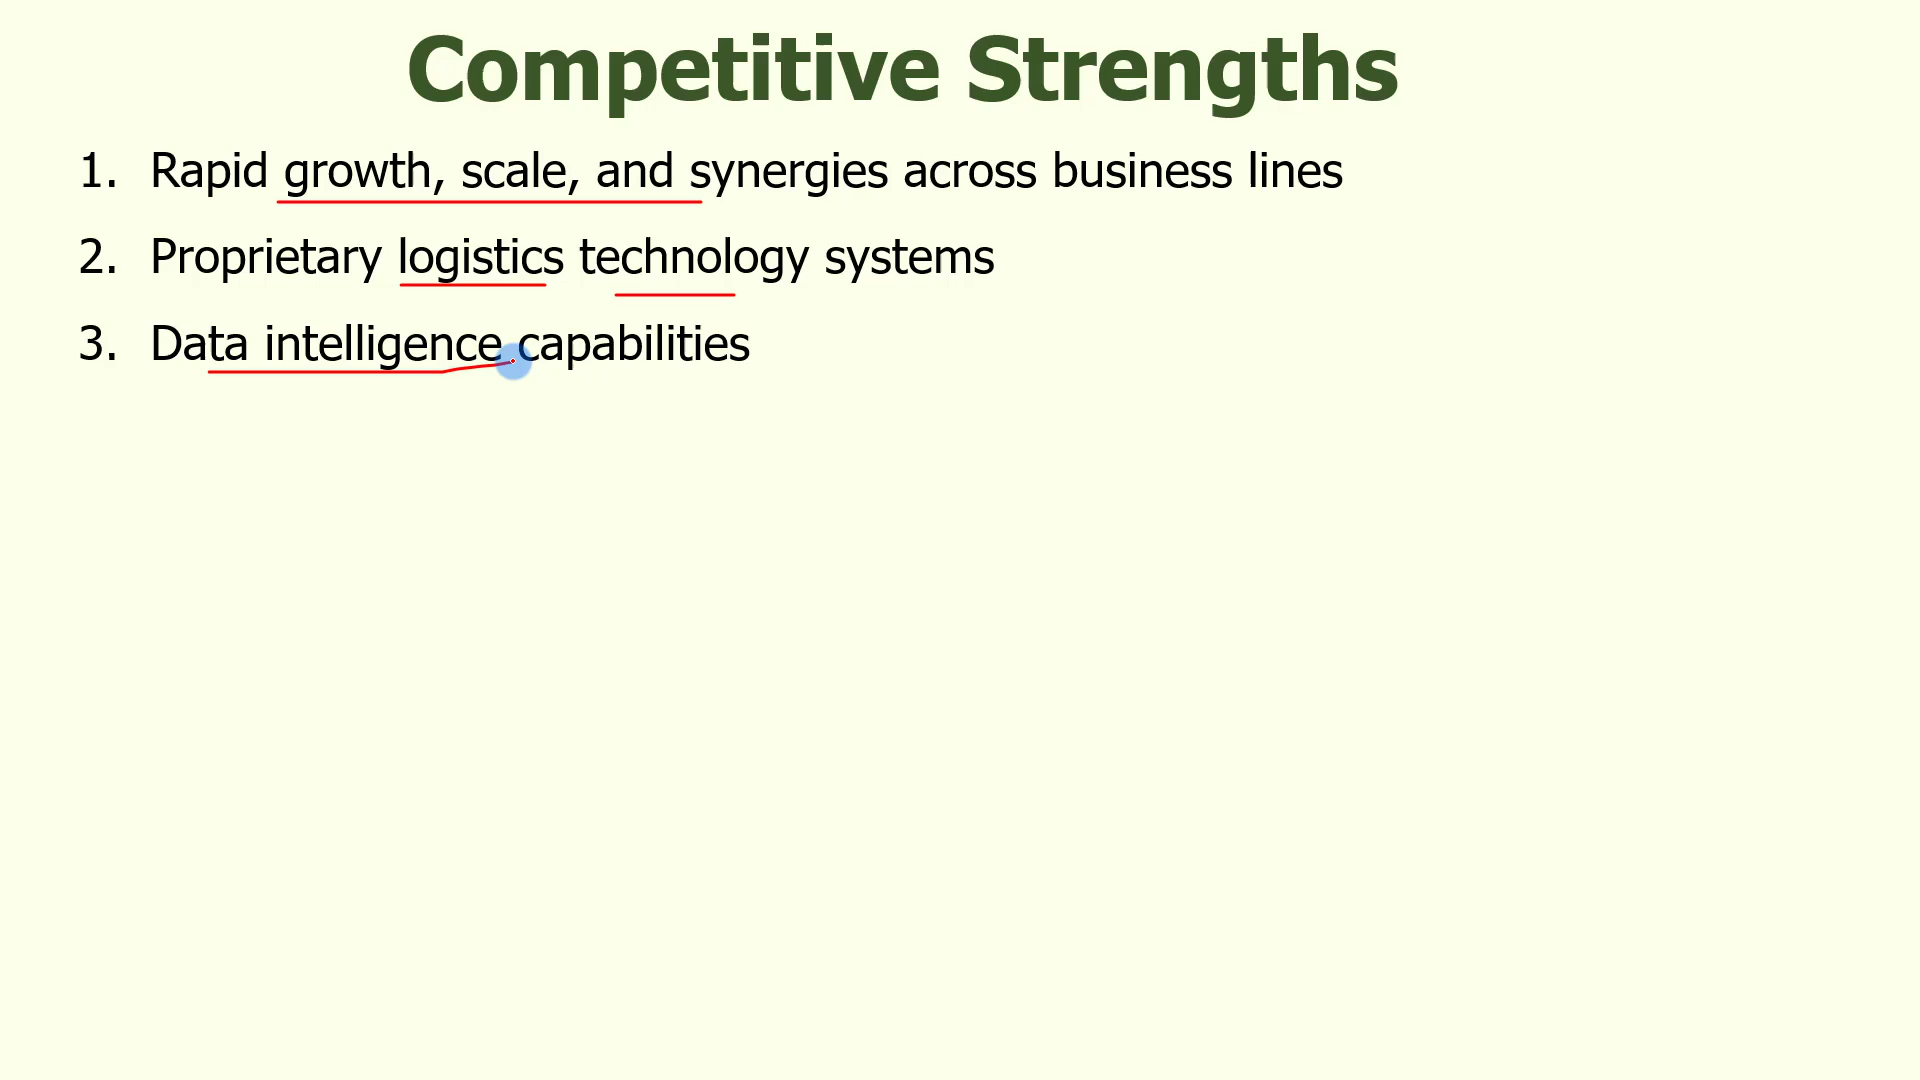 Competitive Strengths
1. Rapid growth, scale, and synergies across business lines
2. Proprietary logistics technology systems
3. Data intelligence capabilities